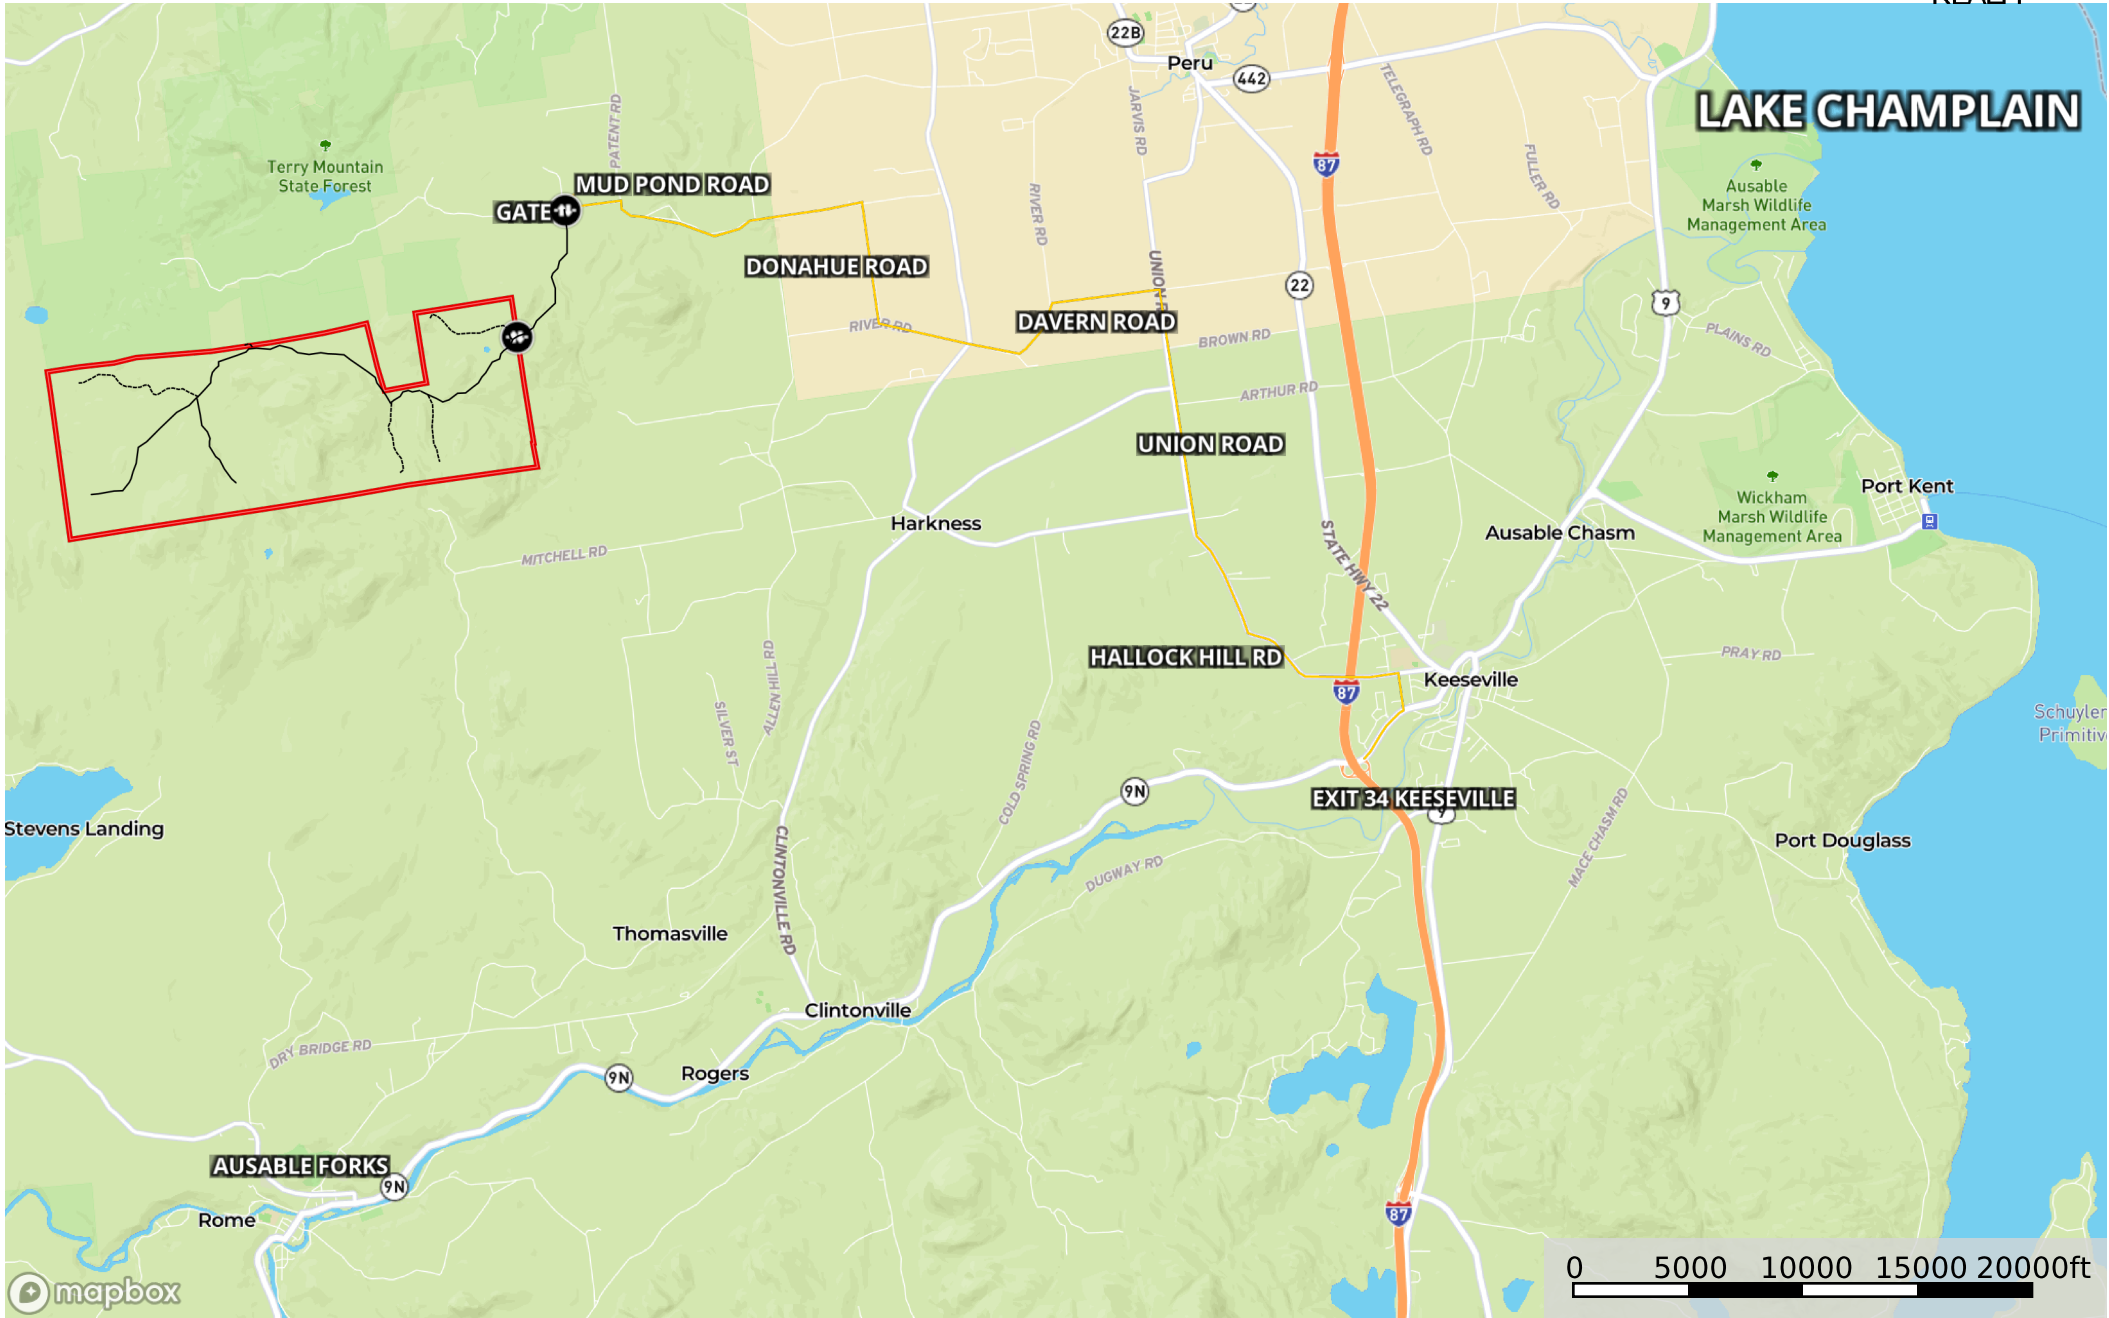 22B
Peru
442
LAKE CHAMPLAIN
PATENT RD
JARVIS RD
TELEGRAPH RD
FULLER RD
87
Terry Mountain
State Forest
MUD POND ROAD
GATE
RIVER RD
Ausable
Marsh Wildlife
Management Area
DONAHUE ROAD
UNION
22
9
RIVER RD
DAVERN ROAD
BROWN RD
PLAINS RD
ARTHUR RD
UNION ROAD
Port Kent
Wickham
Marsh Wildlife
Management Area
Harkness
Ausable Chasm
STATE HWY 22
MITCHELL RD
HALLOCK HILL RD
PRAY RD
Keeseville
87
ALLEN HILL RD
SILVER ST
COLD SPRING RD
Schuyler
Primitiv
9N
EXIT 34 KEESEVILLE
9
Stevens Landing
MACE CHASM RD
Port Douglass
CLINTONVILLE RD
DUGWAY RD
Thomasville
Clintonville
DRY BRIDGE RD
Rogers
9N
AUSABLE FORKS
9N
Rome
87
mapbox
0 5000 10000 15000 20000ft